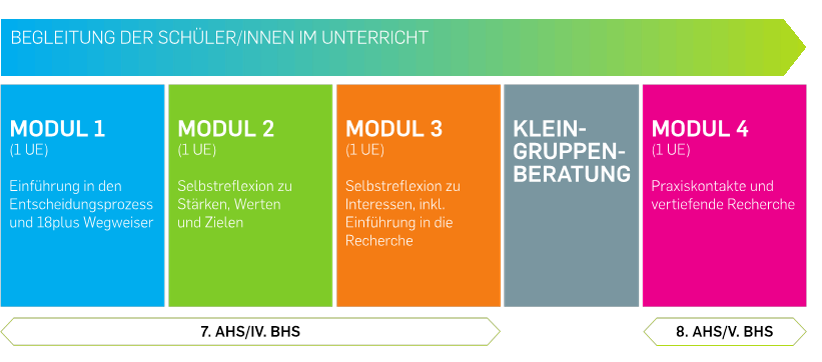 BEGLEITUNG DER SCHÜLER/INNEN IM UNTERRICHT
MODUL 1
(1 UE)
Einführung in den
Entscheidungsprozess
und 18plus Wegweiser
MODUL 2
(1 UE)
Selbstreflexion zu
Stärken, Werten
und Zielen
MODUL 3
(1 UE)
Selbstreflexion zu
Interessen, inkl.
Einführung in die
Recherche
KLEIN-
GRUPPEN-
BERATUNG
MODUL 4
(1 UE)
Praxiskontakte und
vertiefende Recherche
7. AHS/IV. BHS
8. AHS/V. BHS